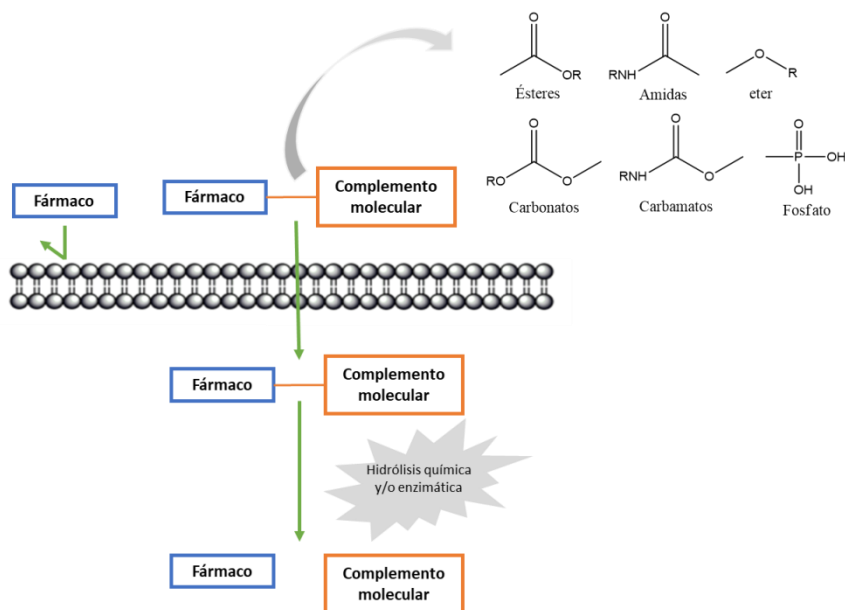 O
OR
Ésteres
O
RNH
Amidas
O
R
eter
O
RO
O
Carbonatos
O
RNH
O
Carbamatos
O
P
OH
OH
Fosfato
Fármaco
Fármaco
Complemento
molecular
Fármaco
Complemento
molecular
Hidrólisis química
y/o enzimática
Fármaco
Complemento
molecular